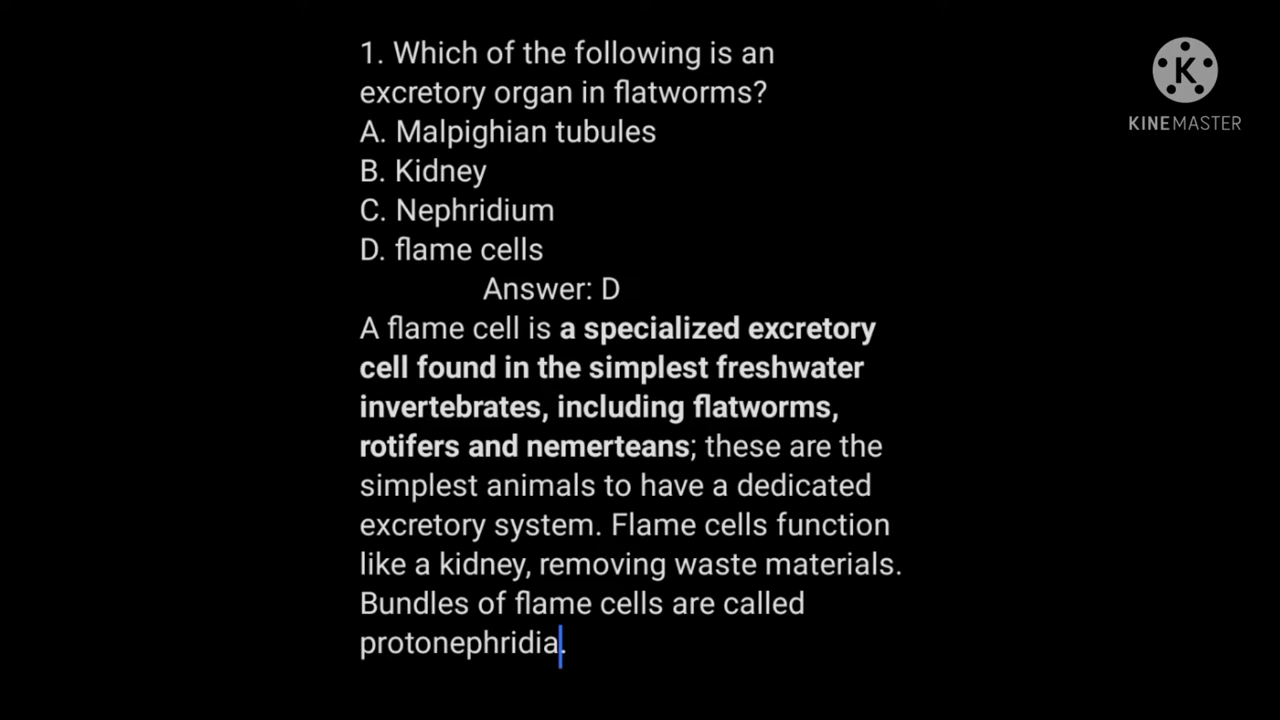 1. Which of the following is an
excretory organ in flatworms?
A. Malpighian tubules
B. Kidney
C. Nephridium
D. flame cells
Answer: D
A flame cell is a specialized excretory
cell found in the simplest freshwater
invertebrates, including flatworms,
rotifers and nemerteans; these are the
simplest animals to have a dedicated
excretory system. Flame cells function
like a kidney, removing waste materials.
Bundles of flame cells are called
protonephridia.
K
KINEMASTER